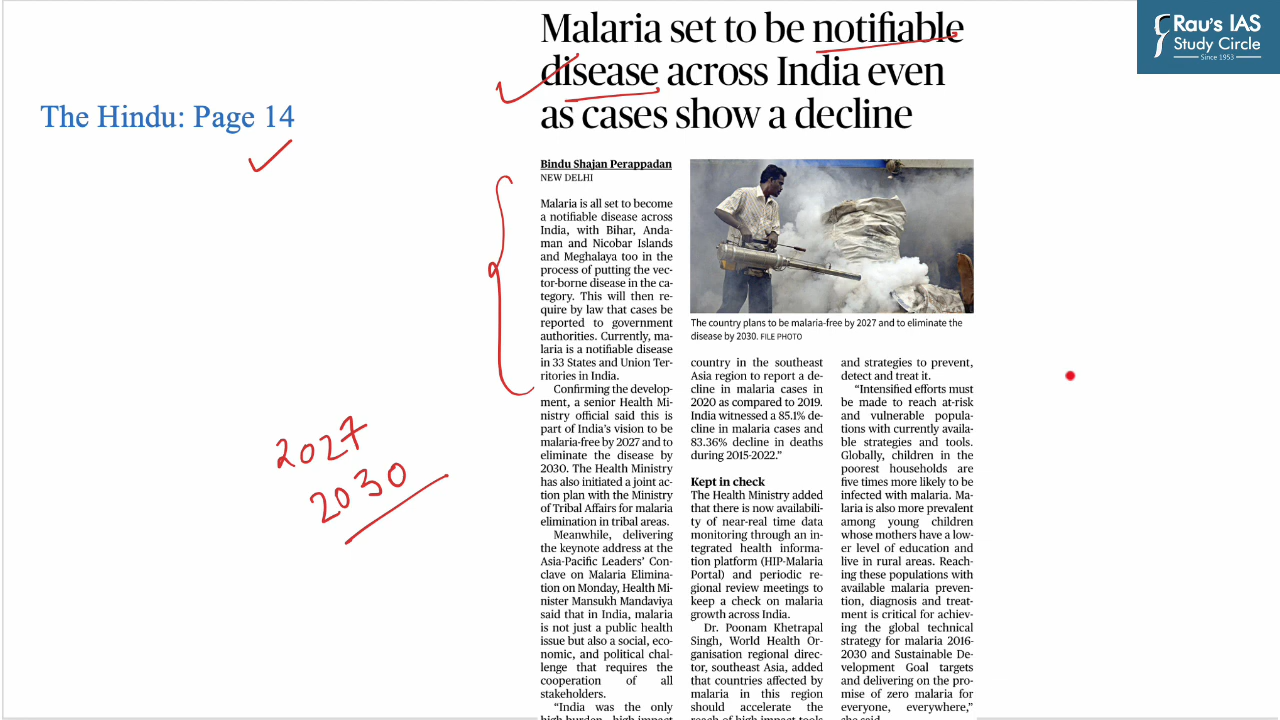 Rau's IAS
Study Circle
Since 1953
The Hindu: Page 14
Malaria set to be notifiable
disease across India even
as cases show a decline
Bindu Shajan Perappadan
NEW DELHI
Malaria is all set to become
a notifiable disease across
India, with Bihar, Anda-
man and Nicobar Islands
and Meghalaya too in the
process of putting the vec-
tor-borne disease in the ca-
tegory. This will then re-
quire by law that cases be
reported to government
authorities. Currently, ma-
laria is a notifiable disease
in 33 States and Union Ter-
ritories in India.
Confirming the develop-
ment, a senior Health Mi-
nistry official said this is
part of India's vision to be
malaria-free by 2027 and to
eliminate the disease by
2030. The Health Ministry
has also initiated a joint ac-
tion plan with the Ministry
of Tribal Affairs for malaria
elimination in tribal areas.
Meanwhile, delivering
the keynote address at the
Asia-Pacific Leaders' Con-
clave on Malaria Elimina-
tion on Monday, Health Mi-
nister Mansukh Mandaviya
said that in India, malaria
is not just a public health
issue but also a social, eco-
nomic, and political chal-
lenge that requires the
cooperation of all
stakeholders.
"India was the only
high burden, high impact
The country plans to be malaria-free by 2027 and to eliminate the
disease by 2030. FILE PHOTO
country in the southeast
Asia region to report a de-
cline in malaria cases in
2020 as compared to 2019.
India witnessed a 85.1% de-
cline in malaria cases and
83.36% decline in deaths
during 2015-2022."
Kept in check
The Health Ministry added
that there is now availabili-
ty of near-real time data
monitoring through an in-
tegrated health informa-
tion platform (HIP-Malaria
Portal) and periodic re-
gional review meetings to
keep a check on malaria
growth across India.
Dr. Poonam Khetrapal
Singh, World Health Or-
ganisation regional direc-
tor, southeast Asia, added
that countries affected by
malaria in this region
should accelerate the
reach of high impact tools
and strategies to prevent,
detect and treat it.
"Intensified efforts must
be made to reach at-risk
and vulnerable popula-
tions with currently availa-
ble strategies and tools.
Globally, children in the
poorest households are
five times more likely to be
infected with malaria. Ma-
laria is also more prevalent
among young children
whose mothers have a low-
er level of education and
live in rural areas. Reach-
ing these populations with
available malaria preven-
tion, diagnosis and treat-
ment is critical for achiev-
ing the global technical
strategy for malaria 2016-
2030 and Sustainable De-
velopment Goal targets
and delivering on the pro-
mise of zero malaria for
everyone, everywhere,"
she said.
2027
2030